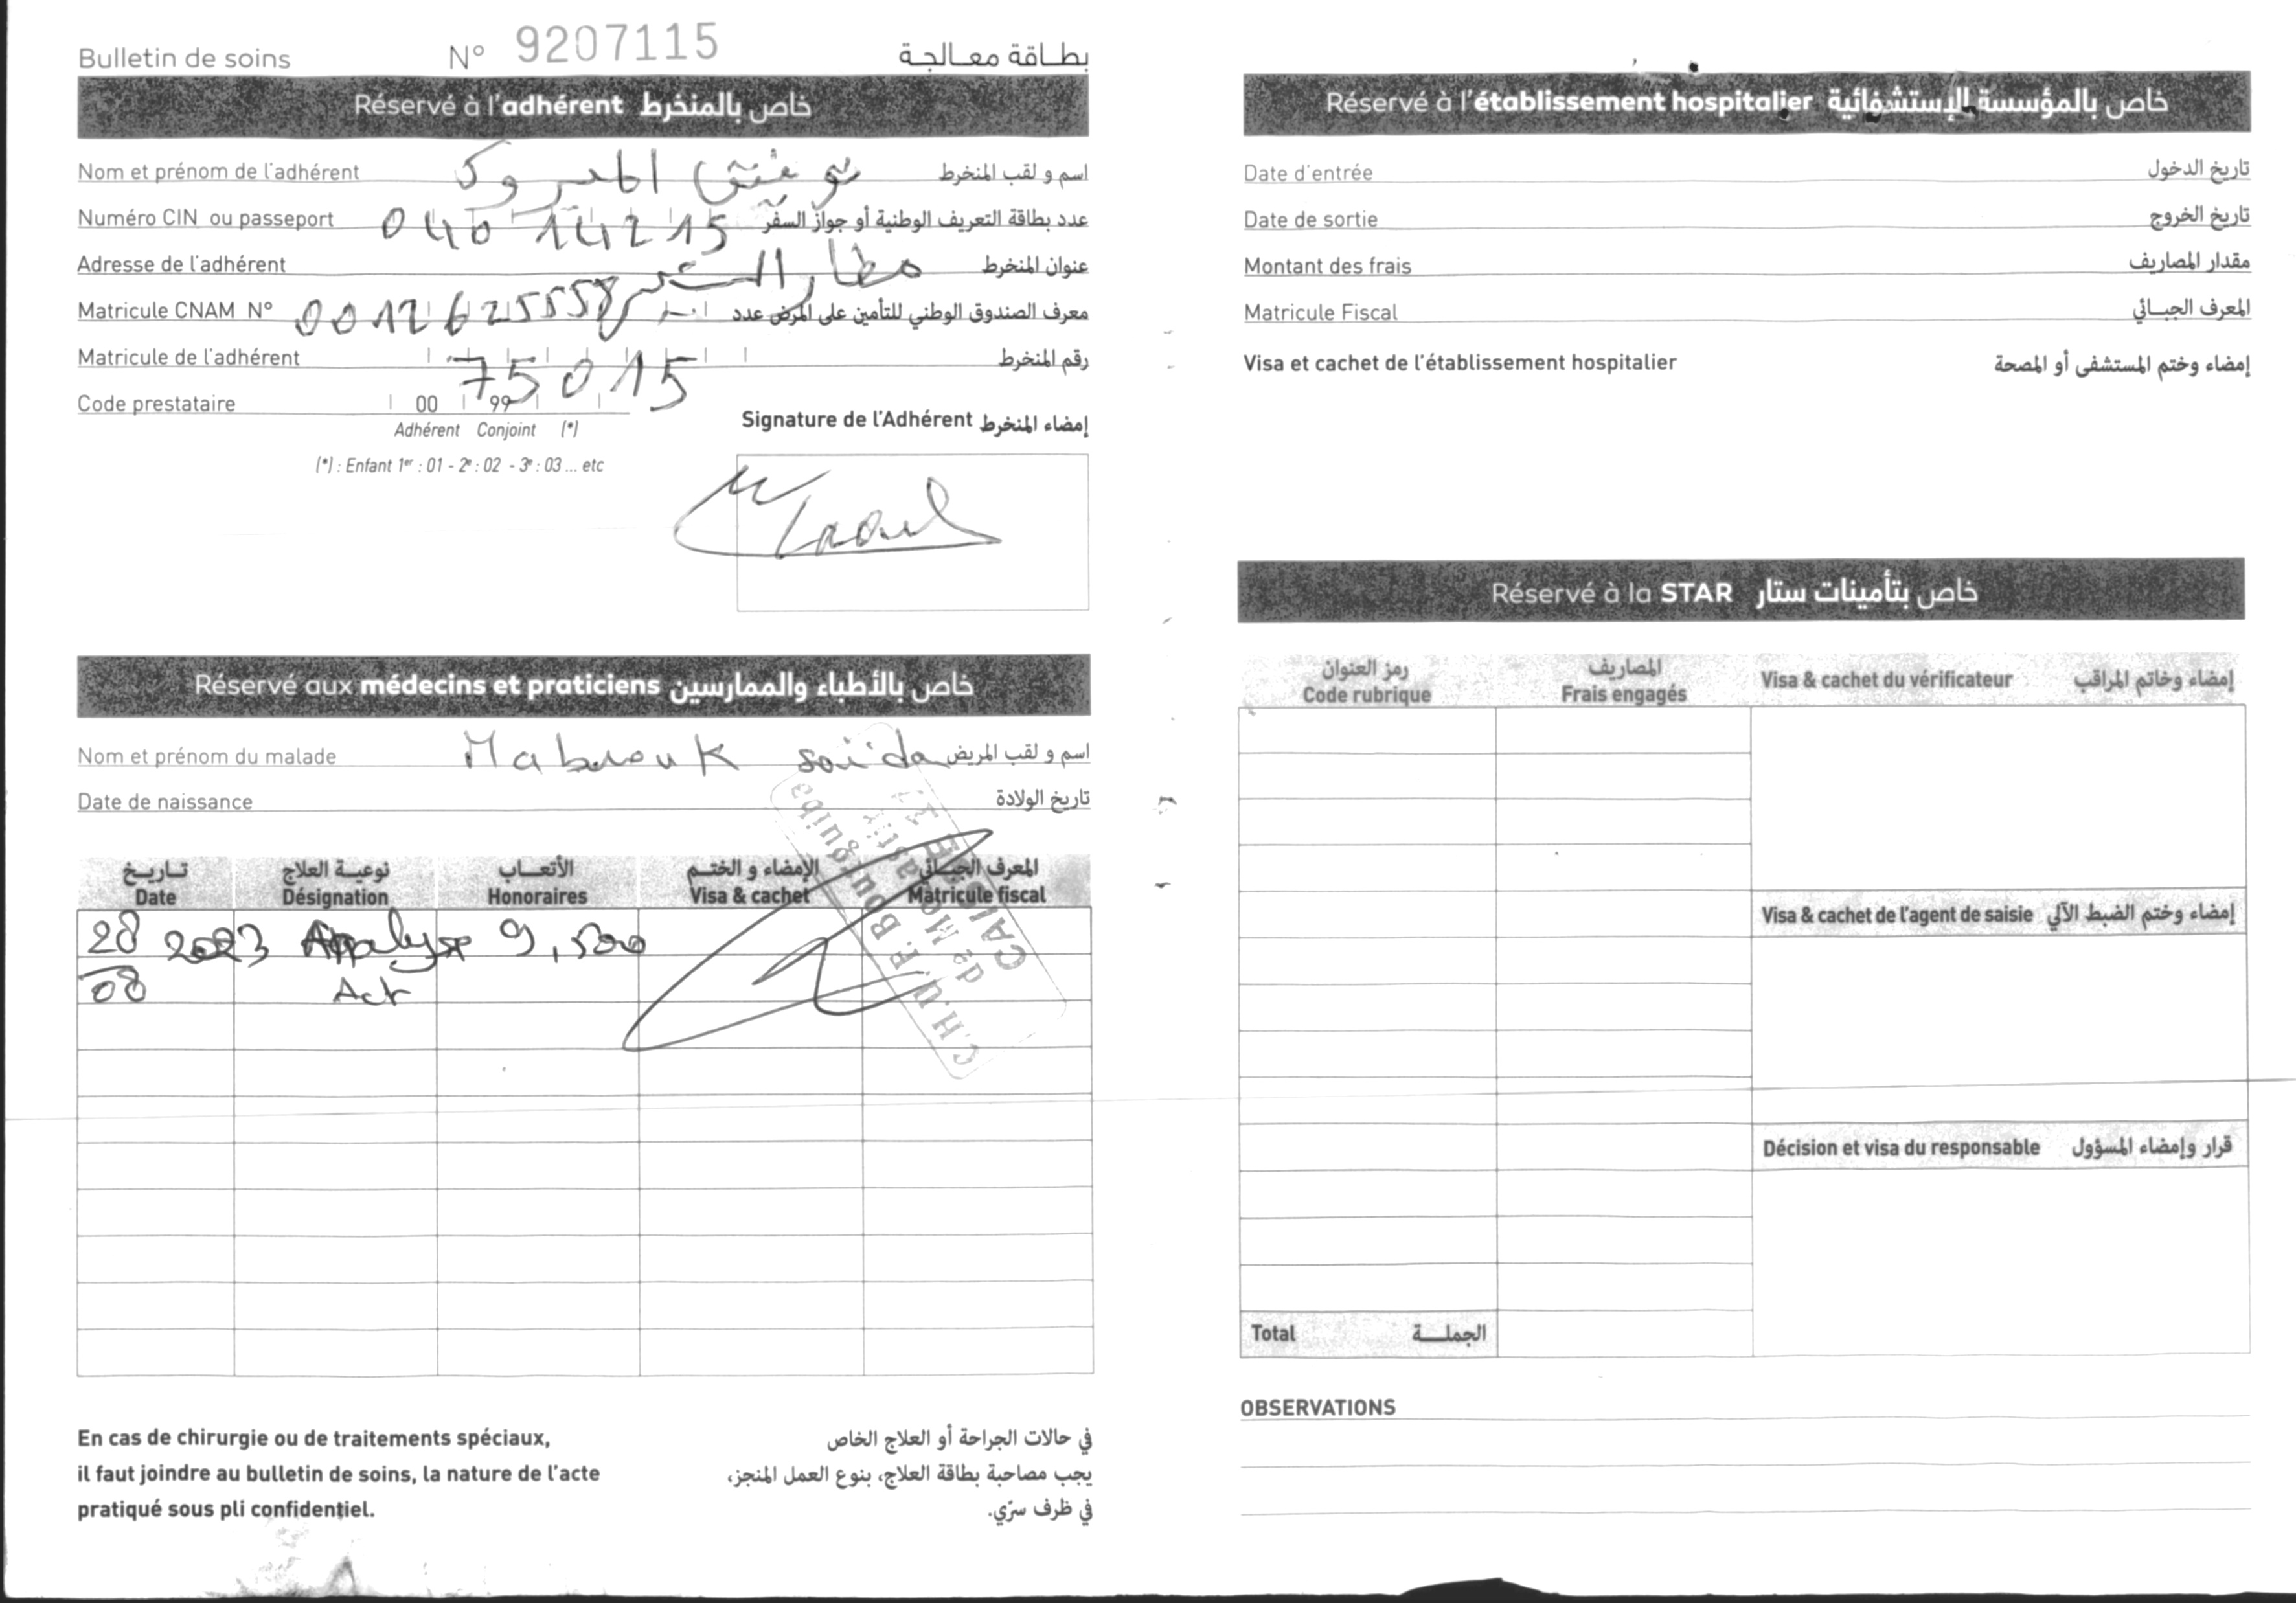 Bulletin de soins N° 9207115 بطاقة معالجة
Réservé à l'adhérent خاص بالمنخرط
Nom et prénom de l'adhérent توفيق المبروك اسم و لقب المنخرط
Numéro CIN ou passeport 04014215 عدد بطاقة التعريف الوطنية أو جواز السفر
Adresse de l'adhérent مطار عنوان المنخرط
Matricule CNAM N° 0012625558 معرف الصندوق الوطني للتأمين على المرض عدد
Matricule de l'adhérent 75015 رقم المنخرط
Code prestataire 00 99
Adhérent Conjoint (*)
(*) : Enfant 1er : 01 - 2e : 02 - 3e : 03 ... etc
Signature de l'Adhérent إمضاء المنخرط
Réservé aux médecins et praticiens خاص بالأطباء والممارسين
Nom et prénom du malade Mabrouk saïda اسم و لقب المريض
Date de naissance تاريخ الولادة
تاريخ نوعية العلاج الأتعاب الإمضاء و الختم المعرف الجبائي
Date Désignation Honoraires Visa & cachet Matricule fiscal
28 2023 Analyse 9,500
08 Act
C.H.U. F. Bourguiba
de Monastir
En cas de chirurgie ou de traitements spéciaux,
il faut joindre au bulletin de soins, la nature de l'acte
pratiqué sous pli confidentiel.
في حالات الجراحة أو العلاج الخاص
يجب مصاحبة بطاقة العلاج، بنوع العمل المنجز،
في ظرف سرّي.
Réservé à l'établissement hospitalier خاص بالمؤسسة الإستشفائية
Date d'entrée تاريخ الدخول
Date de sortie تاريخ الخروج
Montant des frais مقدار المصاريف
Matricule Fiscal المعرف الجبائي
Visa et cachet de l'établissement hospitalier إمضاء وختم المستشفى أو المصحة
Réservé à la STAR خاص بتأمينات ستار
رمز العنوان المصاريف
Code rubrique Frais engagés Visa & cachet du vérificateur إمضاء وخاتم المراقب
Visa & cachet de l'agent de saisie إمضاء وختم الضبط الآلي
Décision et visa du responsable قرار وإمضاء المسؤول
Total الجملة
OBSERVATIONS